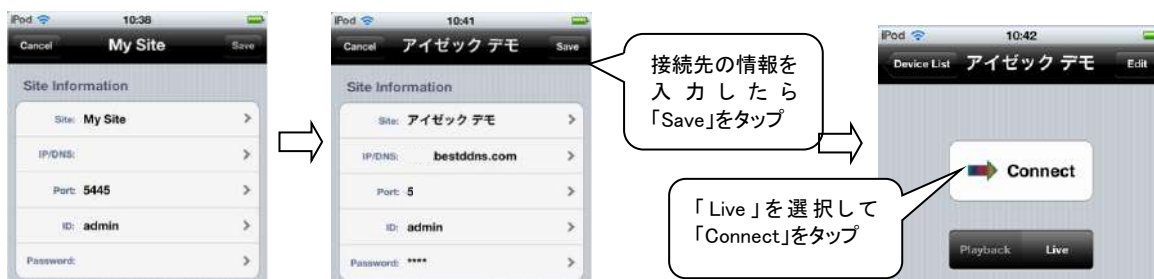 iPod 10:38
Cancel My Site Save
Site Information
Site: My Site
IP/DNS:
Port: 5445
ID: admin
Password:
iPod 10:41
Cancel アイゼック デモ Save
Site Information
Site: アイゼック デモ
IP/DNS: bestddns.com
Port: 5
ID: admin
Password: ****
接続先の情報を
入力したら
「Save」をタップ
iPod 10:42
Device List アイゼック デモ Edit
Connect
「Live」を選択して
「Connect」をタップ
Playback Live